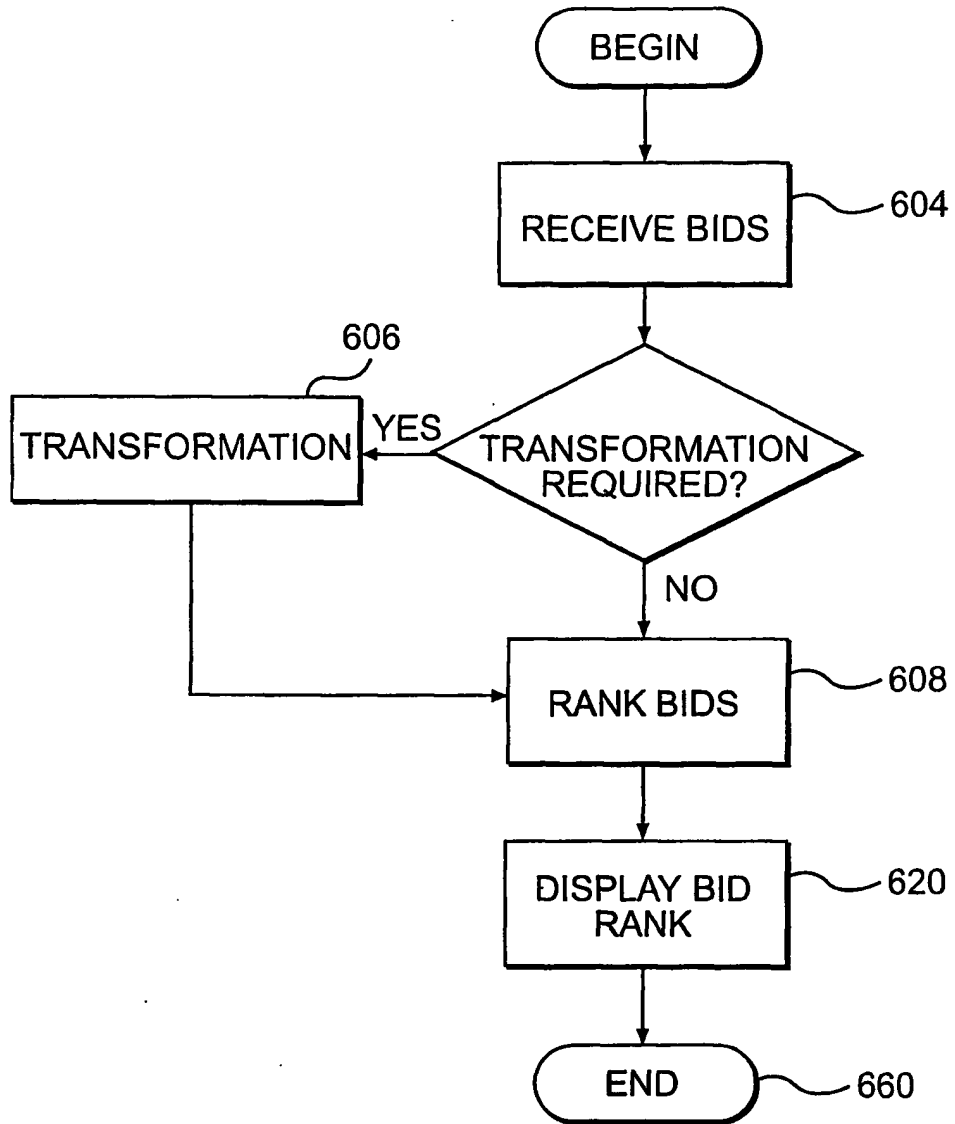 BEGIN
RECEIVE BIDS
604
606
TRANSFORMATION
YES
TRANSFORMATION
REQUIRED?
NO
RANK BIDS
608
DISPLAY BID
RANK
620
END
660